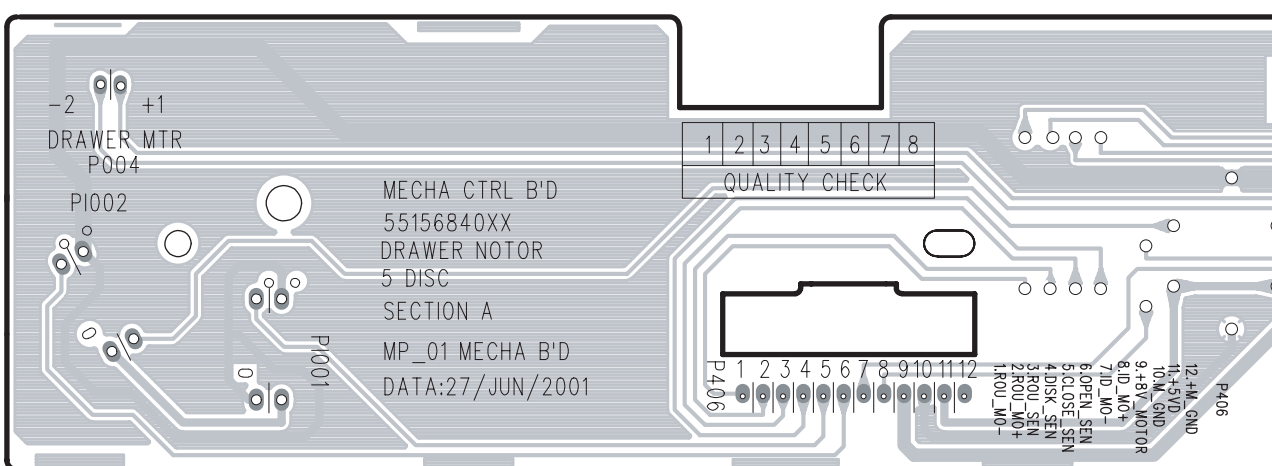 -2 +1
DRAWER MTR
P004
PI002
MECHA CTRL B'D
55156840XX
DRAWER NOTOR
5 DISC
SECTION A
MP_01 MECHA B'D
DATA:27/JUN/2001
PI001
1 2 3 4 5 6 7 8
QUALITY CHECK
P406
1 2 3 4 5 6 7 8 9 10 11 12
1.ROU_MO-
2.ROU_MO+
3.ROU_SEN
4.DISK_SEN
5.CLOSE_SEN
6.OPEN_SEN
7.ID_MO-
8.ID_MO+
9.+BV_MOTOR
10.M_GND
11.+5VD
12.+M_GND
P406